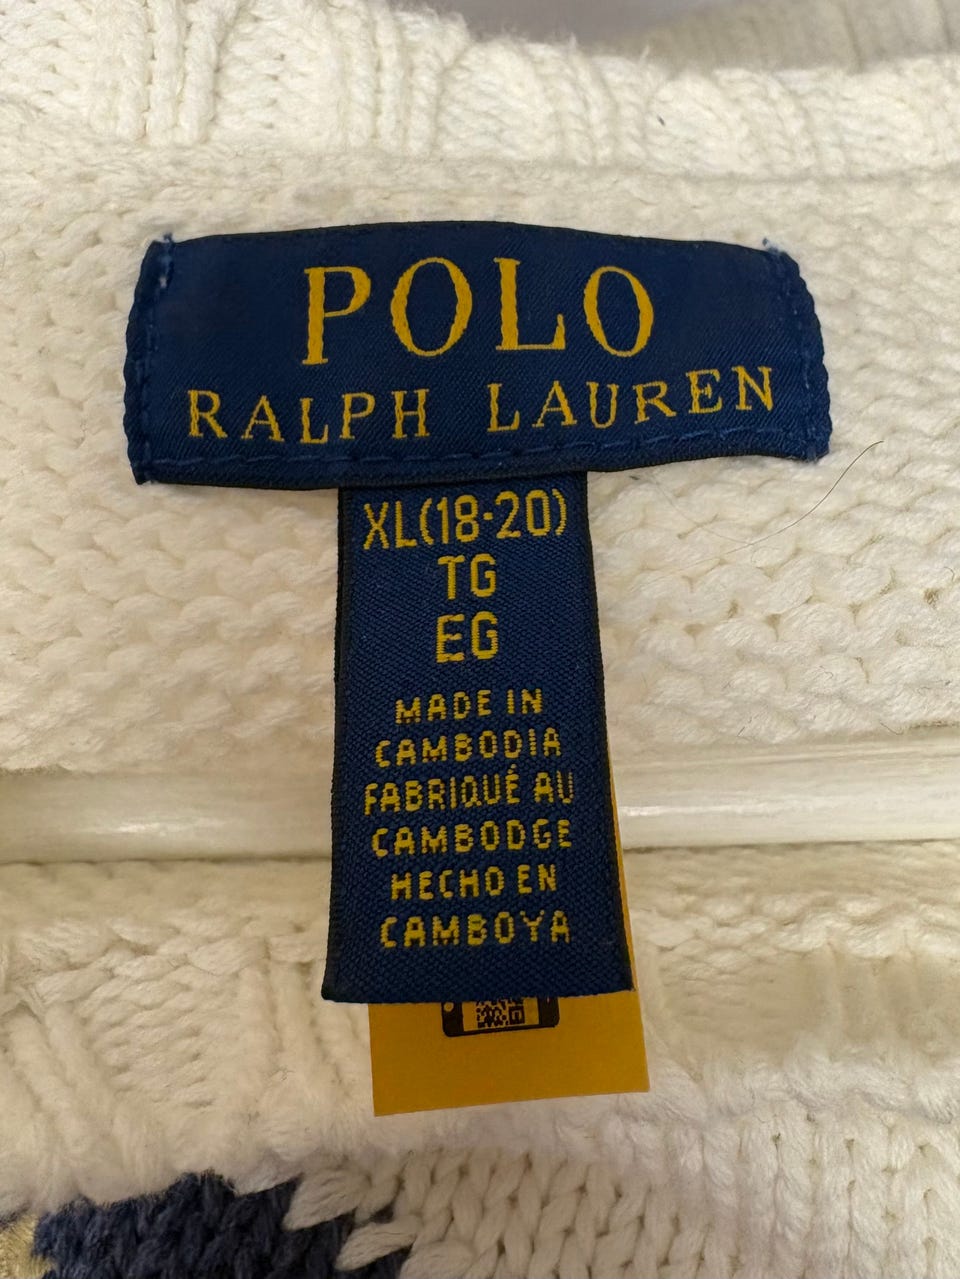 POLO
RALPH LAUREN
XL(18-20)
TG
EG
MADE IN
CAMBODIA
FABRIQUÉ AU
CAMBODGE
HECHO EN
CAMBOYA